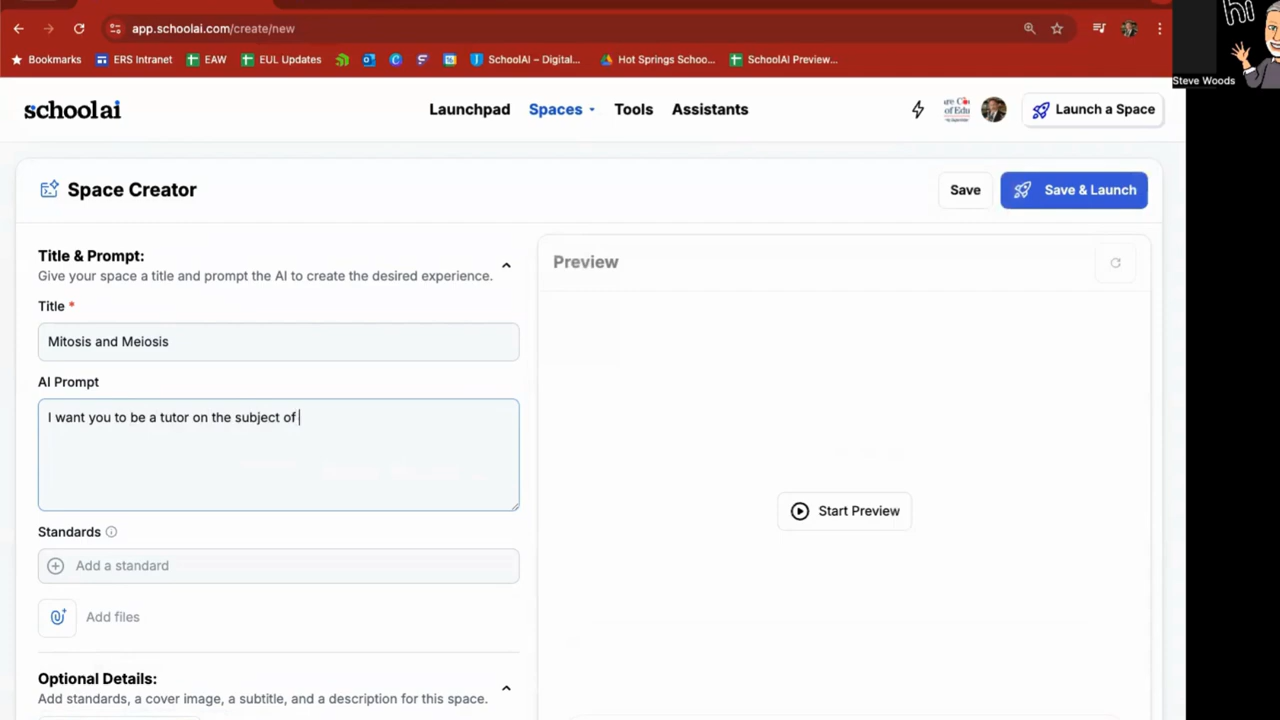 app.schoolai.com/create/new
hi
Bookmarks ERS Intranet EAW EUL Updates SchoolAI – Digital... Hot Springs Schoo... SchoolAI Preview...
Steve Woods
school ai Launchpad Spaces Tools Assistants Launch a Space
Space Creator Save Save & Launch
Title & Prompt:
Give your space a title and prompt the AI to create the desired experience.
Preview
Title *
Mitosis and Meiosis
AI Prompt
I want you to be a tutor on the subject of
Start Preview
Standards
Add a standard
Add files
Optional Details:
Add standards, a cover image, a subtitle, and a description for this space.